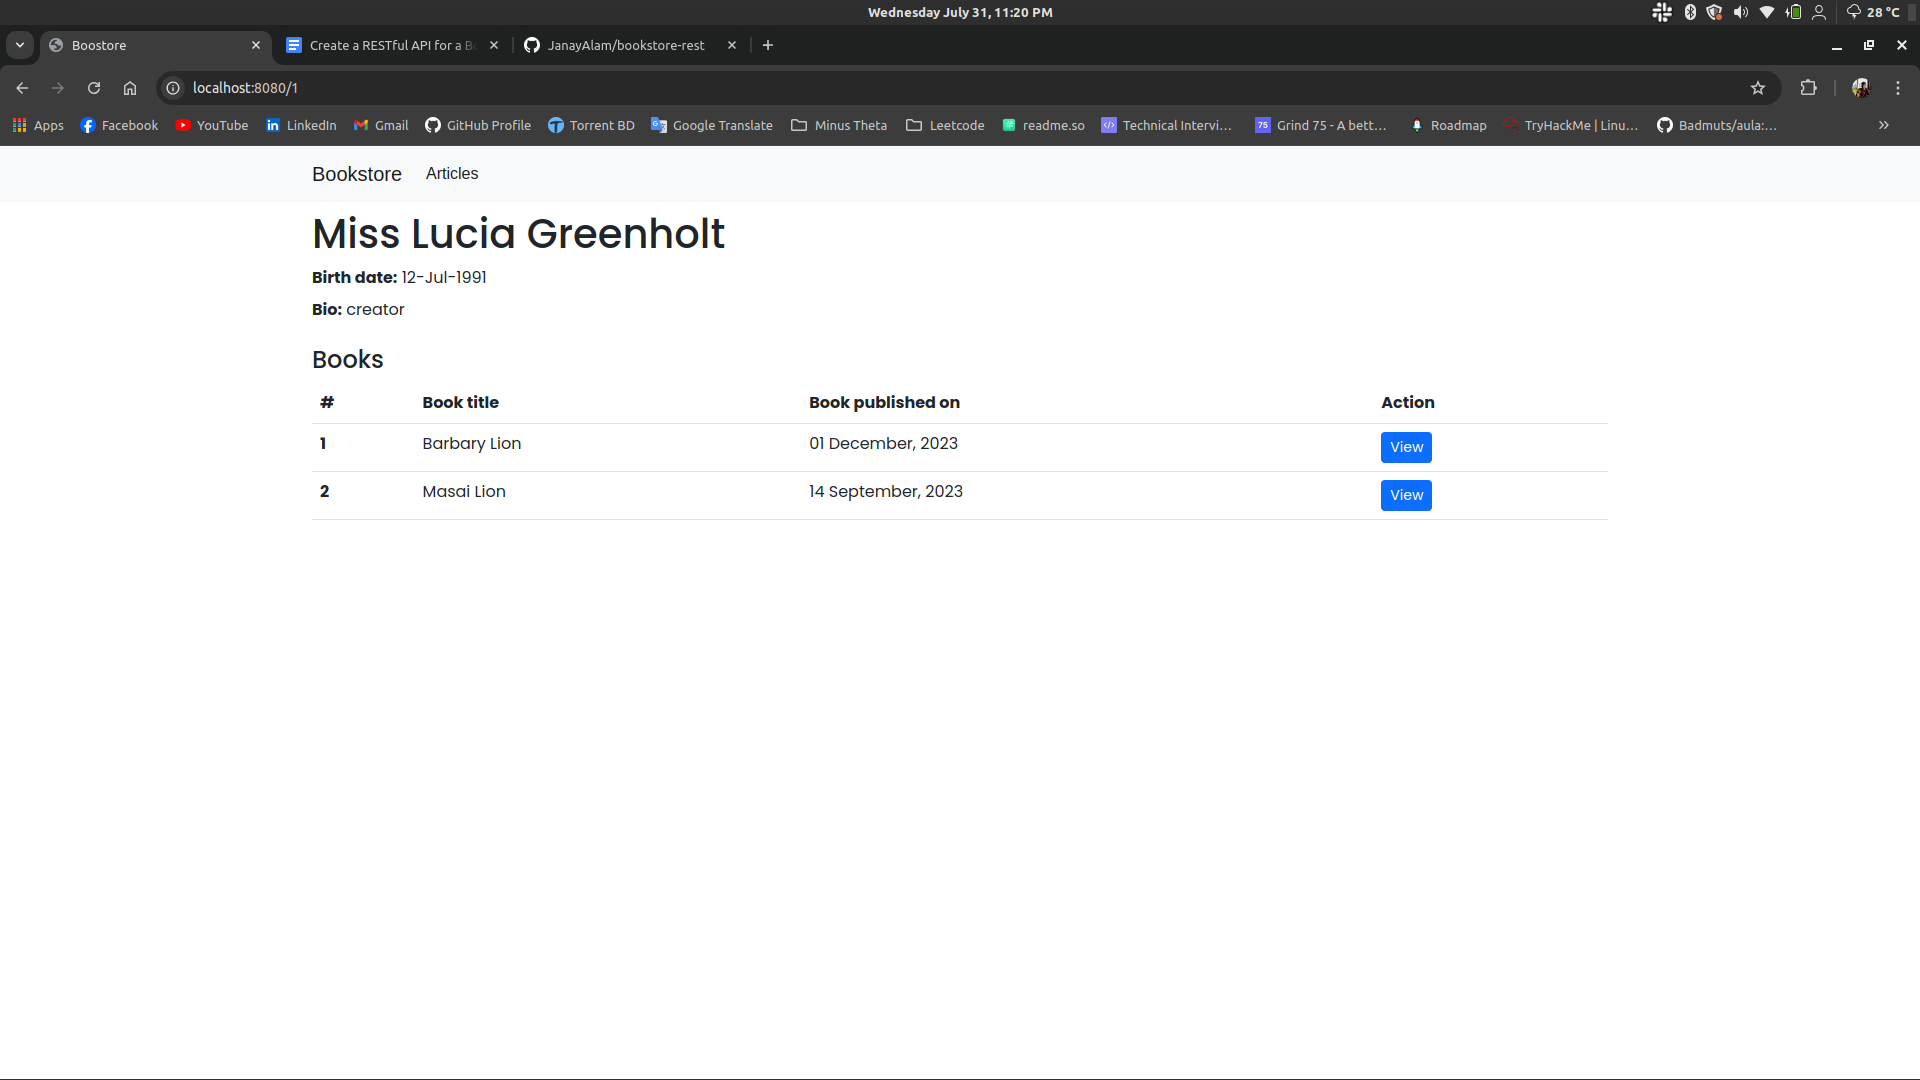 Wednesday July 31, 11:20 PM
28 °C
Boostore
Create a RESTful API for a B
JanayAlam/bookstore-rest
localhost:8080/1
Apps
Facebook
YouTube
LinkedIn
Gmail
GitHub Profile
Torrent BD
Google Translate
Minus Theta
Leetcode
readme.so
Technical Intervi...
75
Grind 75 - A bett...
Roadmap
TryHackMe | Linu...
Badmuts/aula:...
Bookstore
Articles
Miss Lucia Greenholt
Birth date: 12-Jul-1991
Bio: creator
Books
# Book title Book published on Action
1 Barbary Lion 01 December, 2023 View
2 Masai Lion 14 September, 2023 View